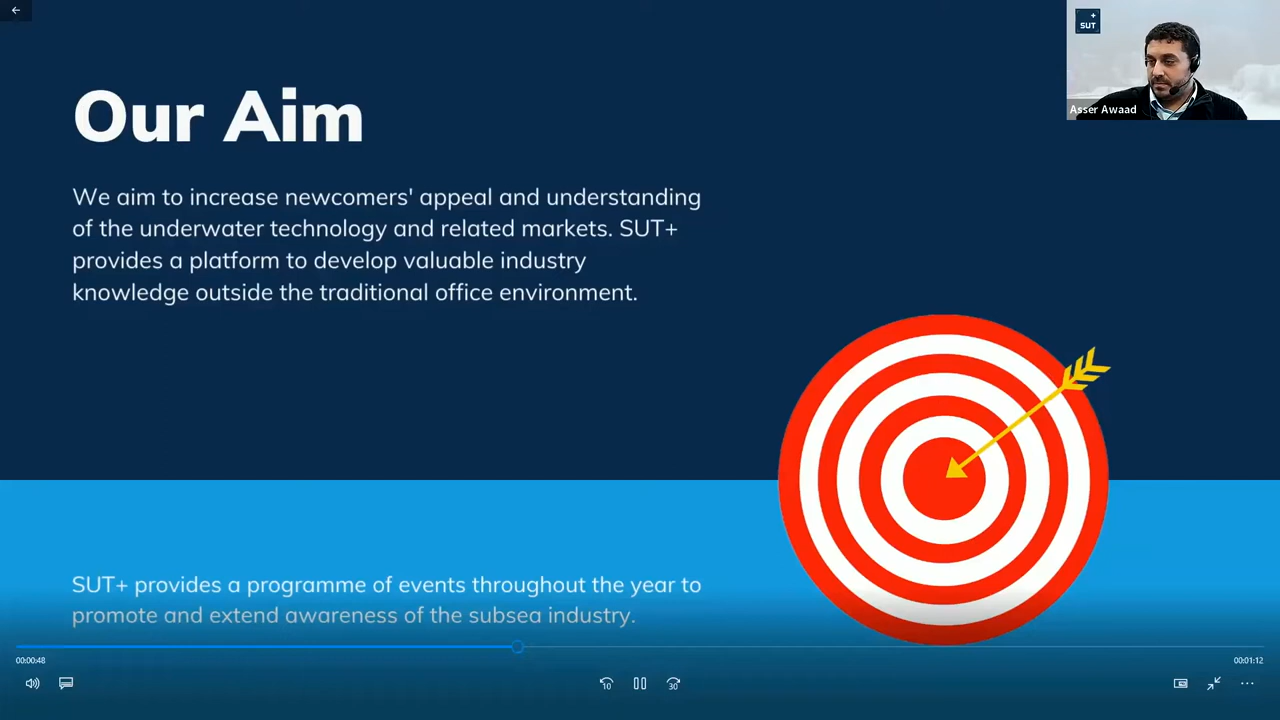 SUT+
Asser Awaad
Our Aim
We aim to increase newcomers' appeal and understanding
of the underwater technology and related markets. SUT+
provides a platform to develop valuable industry
knowledge outside the traditional office environment.
SUT+ provides a programme of events throughout the year to
promote and extend awareness of the subsea industry.
00:00:48
00:01:12
10
30